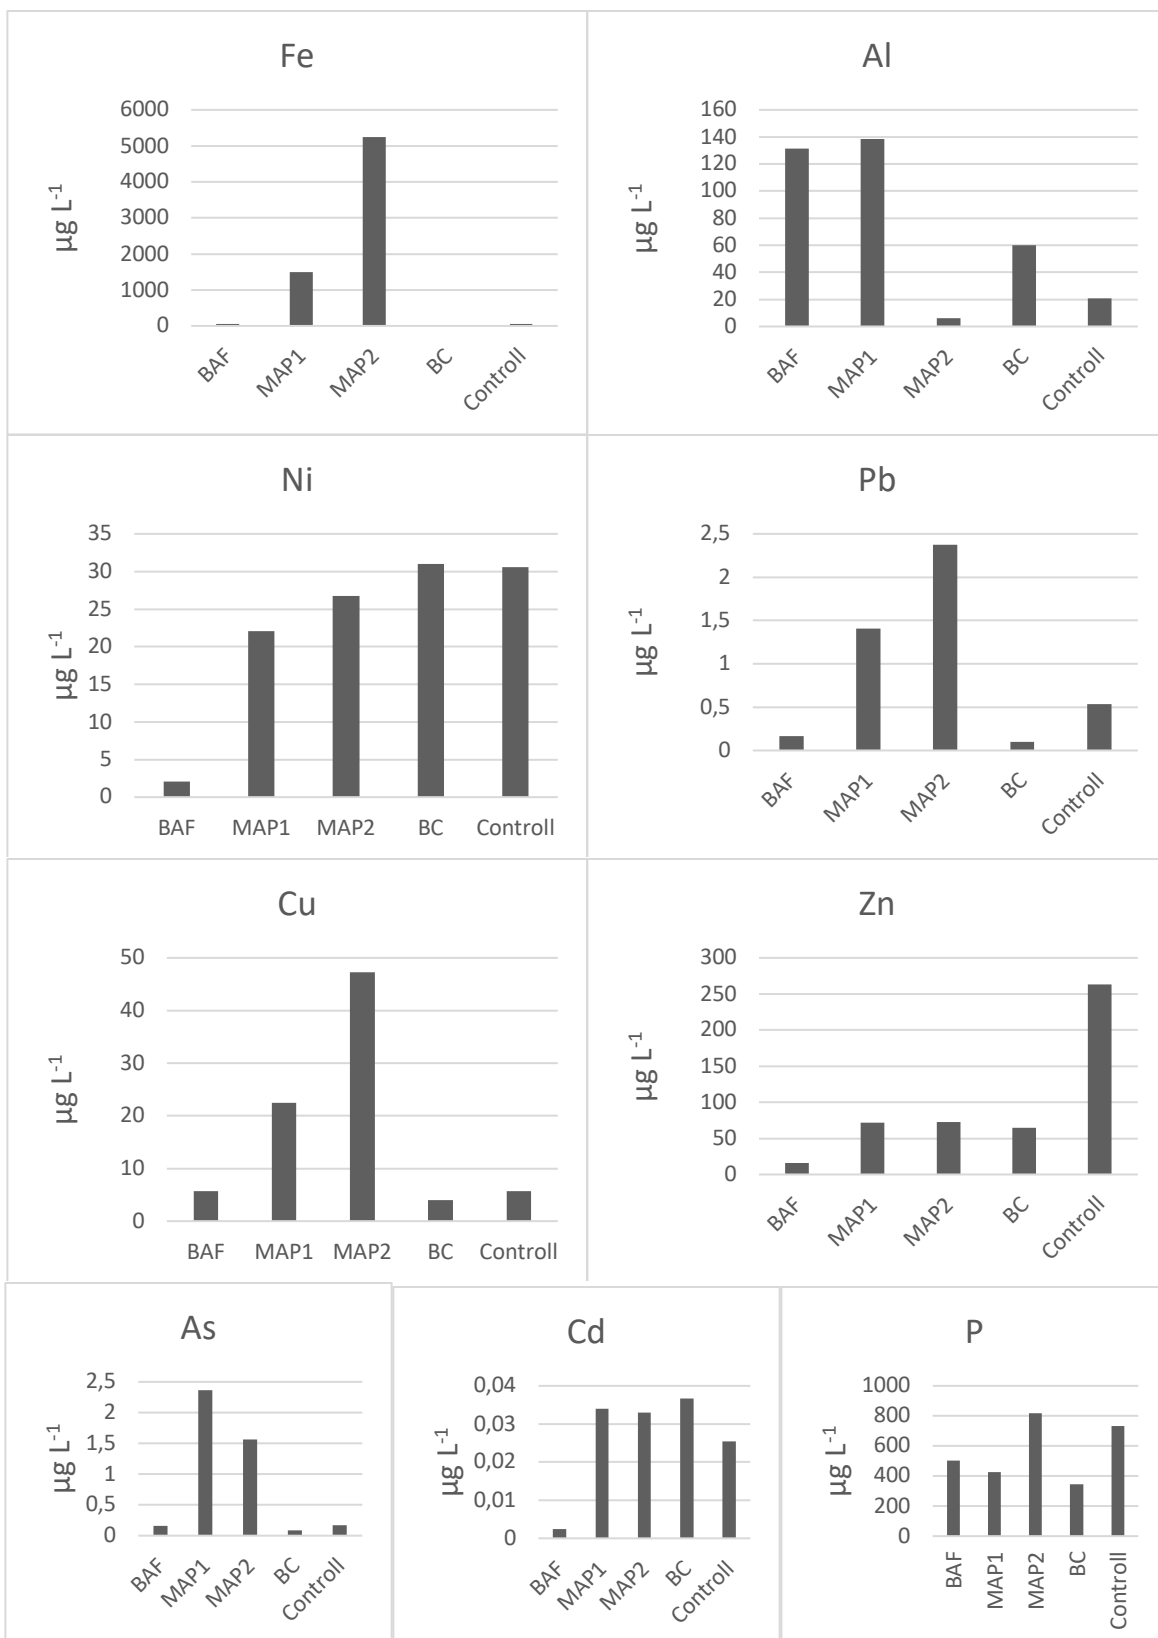 Fe
6000
5000
4000
3000
2000
1000
0
µg L-1
BAF
MAP1
MAP2
BC
Controll
Al
160
140
120
100
80
60
40
20
0
µg L-1
BAF
MAP1
MAP2
BC
Controll
Ni
35
30
25
20
15
10
5
0
µg L-1
BAF MAP1 MAP2 BC Controll
Pb
2,5
2
1,5
1
0,5
0
µg L-1
BAF
MAP1
MAP2
BC
Controll
Cu
50
40
30
20
10
0
µg L-1
BAF MAP1 MAP2 BC Controll
Zn
300
250
200
150
100
50
0
µg L-1
BAF
MAP1
MAP2
BC
Controll
As
2,5
2
1,5
1
0,5
0
µg L-1
BAF
MAP1
MAP2
BC
Controll
Cd
0,04
0,03
0,02
0,01
0
µg L-1
BAF
MAP1
MAP2
BC
Controll
P
1000
800
600
400
200
0
µg L-1
BAF
MAP1
MAP2
BC
Controll